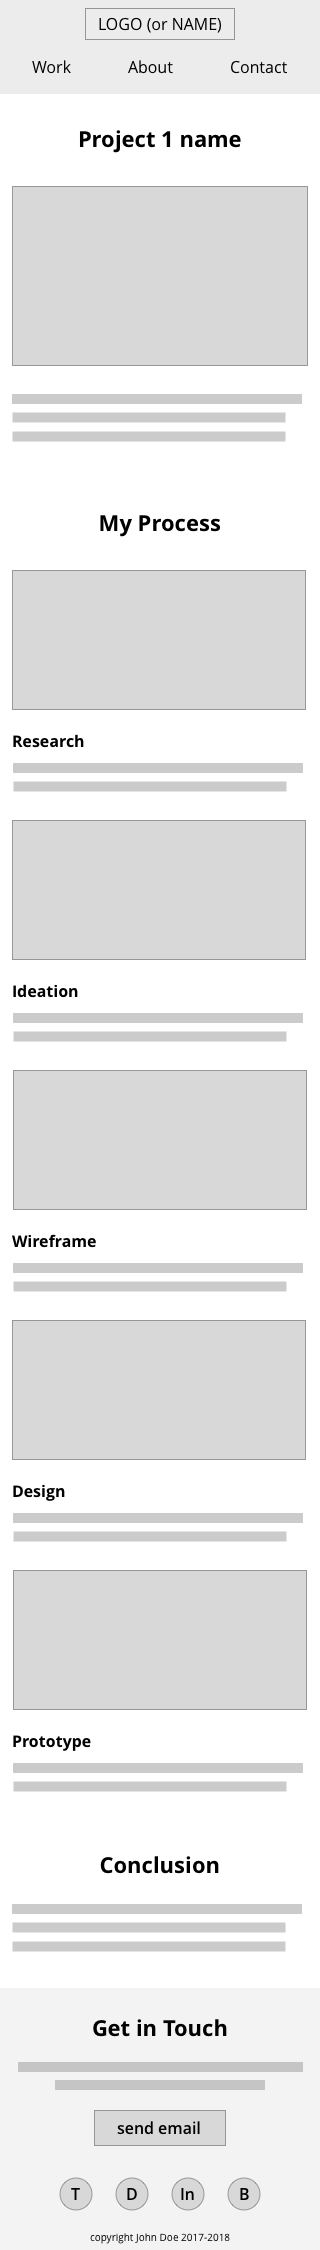 LOGO (or NAME)
Work About Contact
Project 1 name
My Process
Research
Ideation
Wireframe
Design
Prototype
Conclusion
Get in Touch
send email
T D In B
copyright John Doe 2017-2018